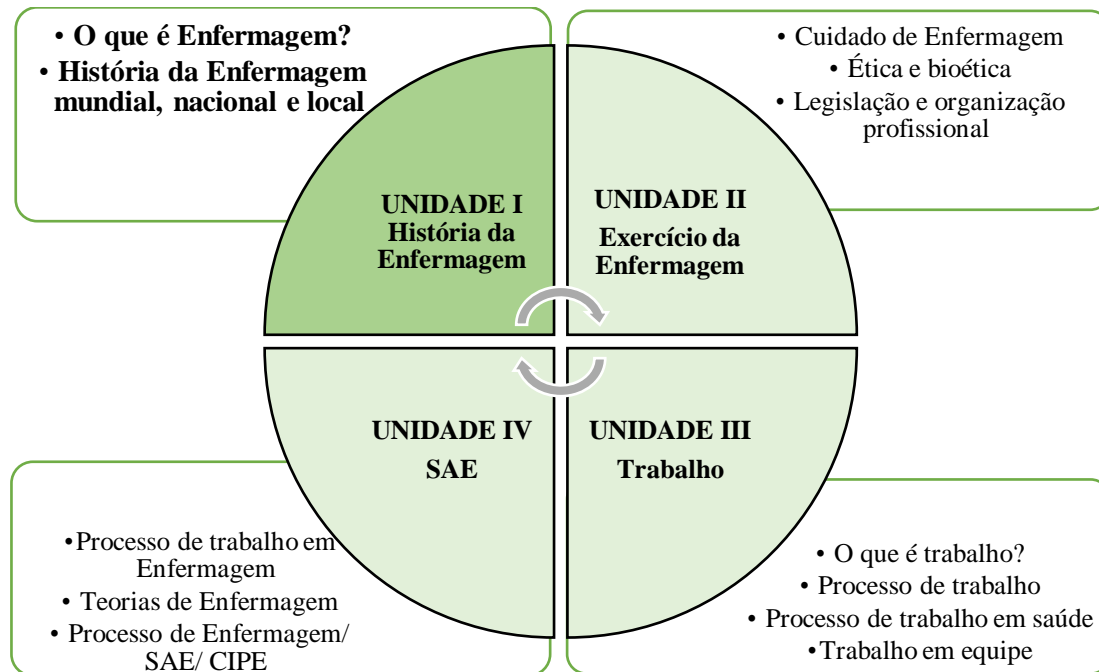 • O que é Enfermagem?
• História da Enfermagem
mundial, nacional e local
• Cuidado de Enfermagem
• Ética e bioética
• Legislação e organização
profissional
UNIDADE I
História da
Enfermagem
UNIDADE II
Exercício da
Enfermagem
UNIDADE IV
SAE
UNIDADE III
Trabalho
•Processo de trabalho em
Enfermagem
• Teorias de Enfermagem
• Processo de Enfermagem/
SAE/ CIPE
• O que é trabalho?
• Processo de trabalho
• Processo de trabalho em saúde
•Trabalho em equipe